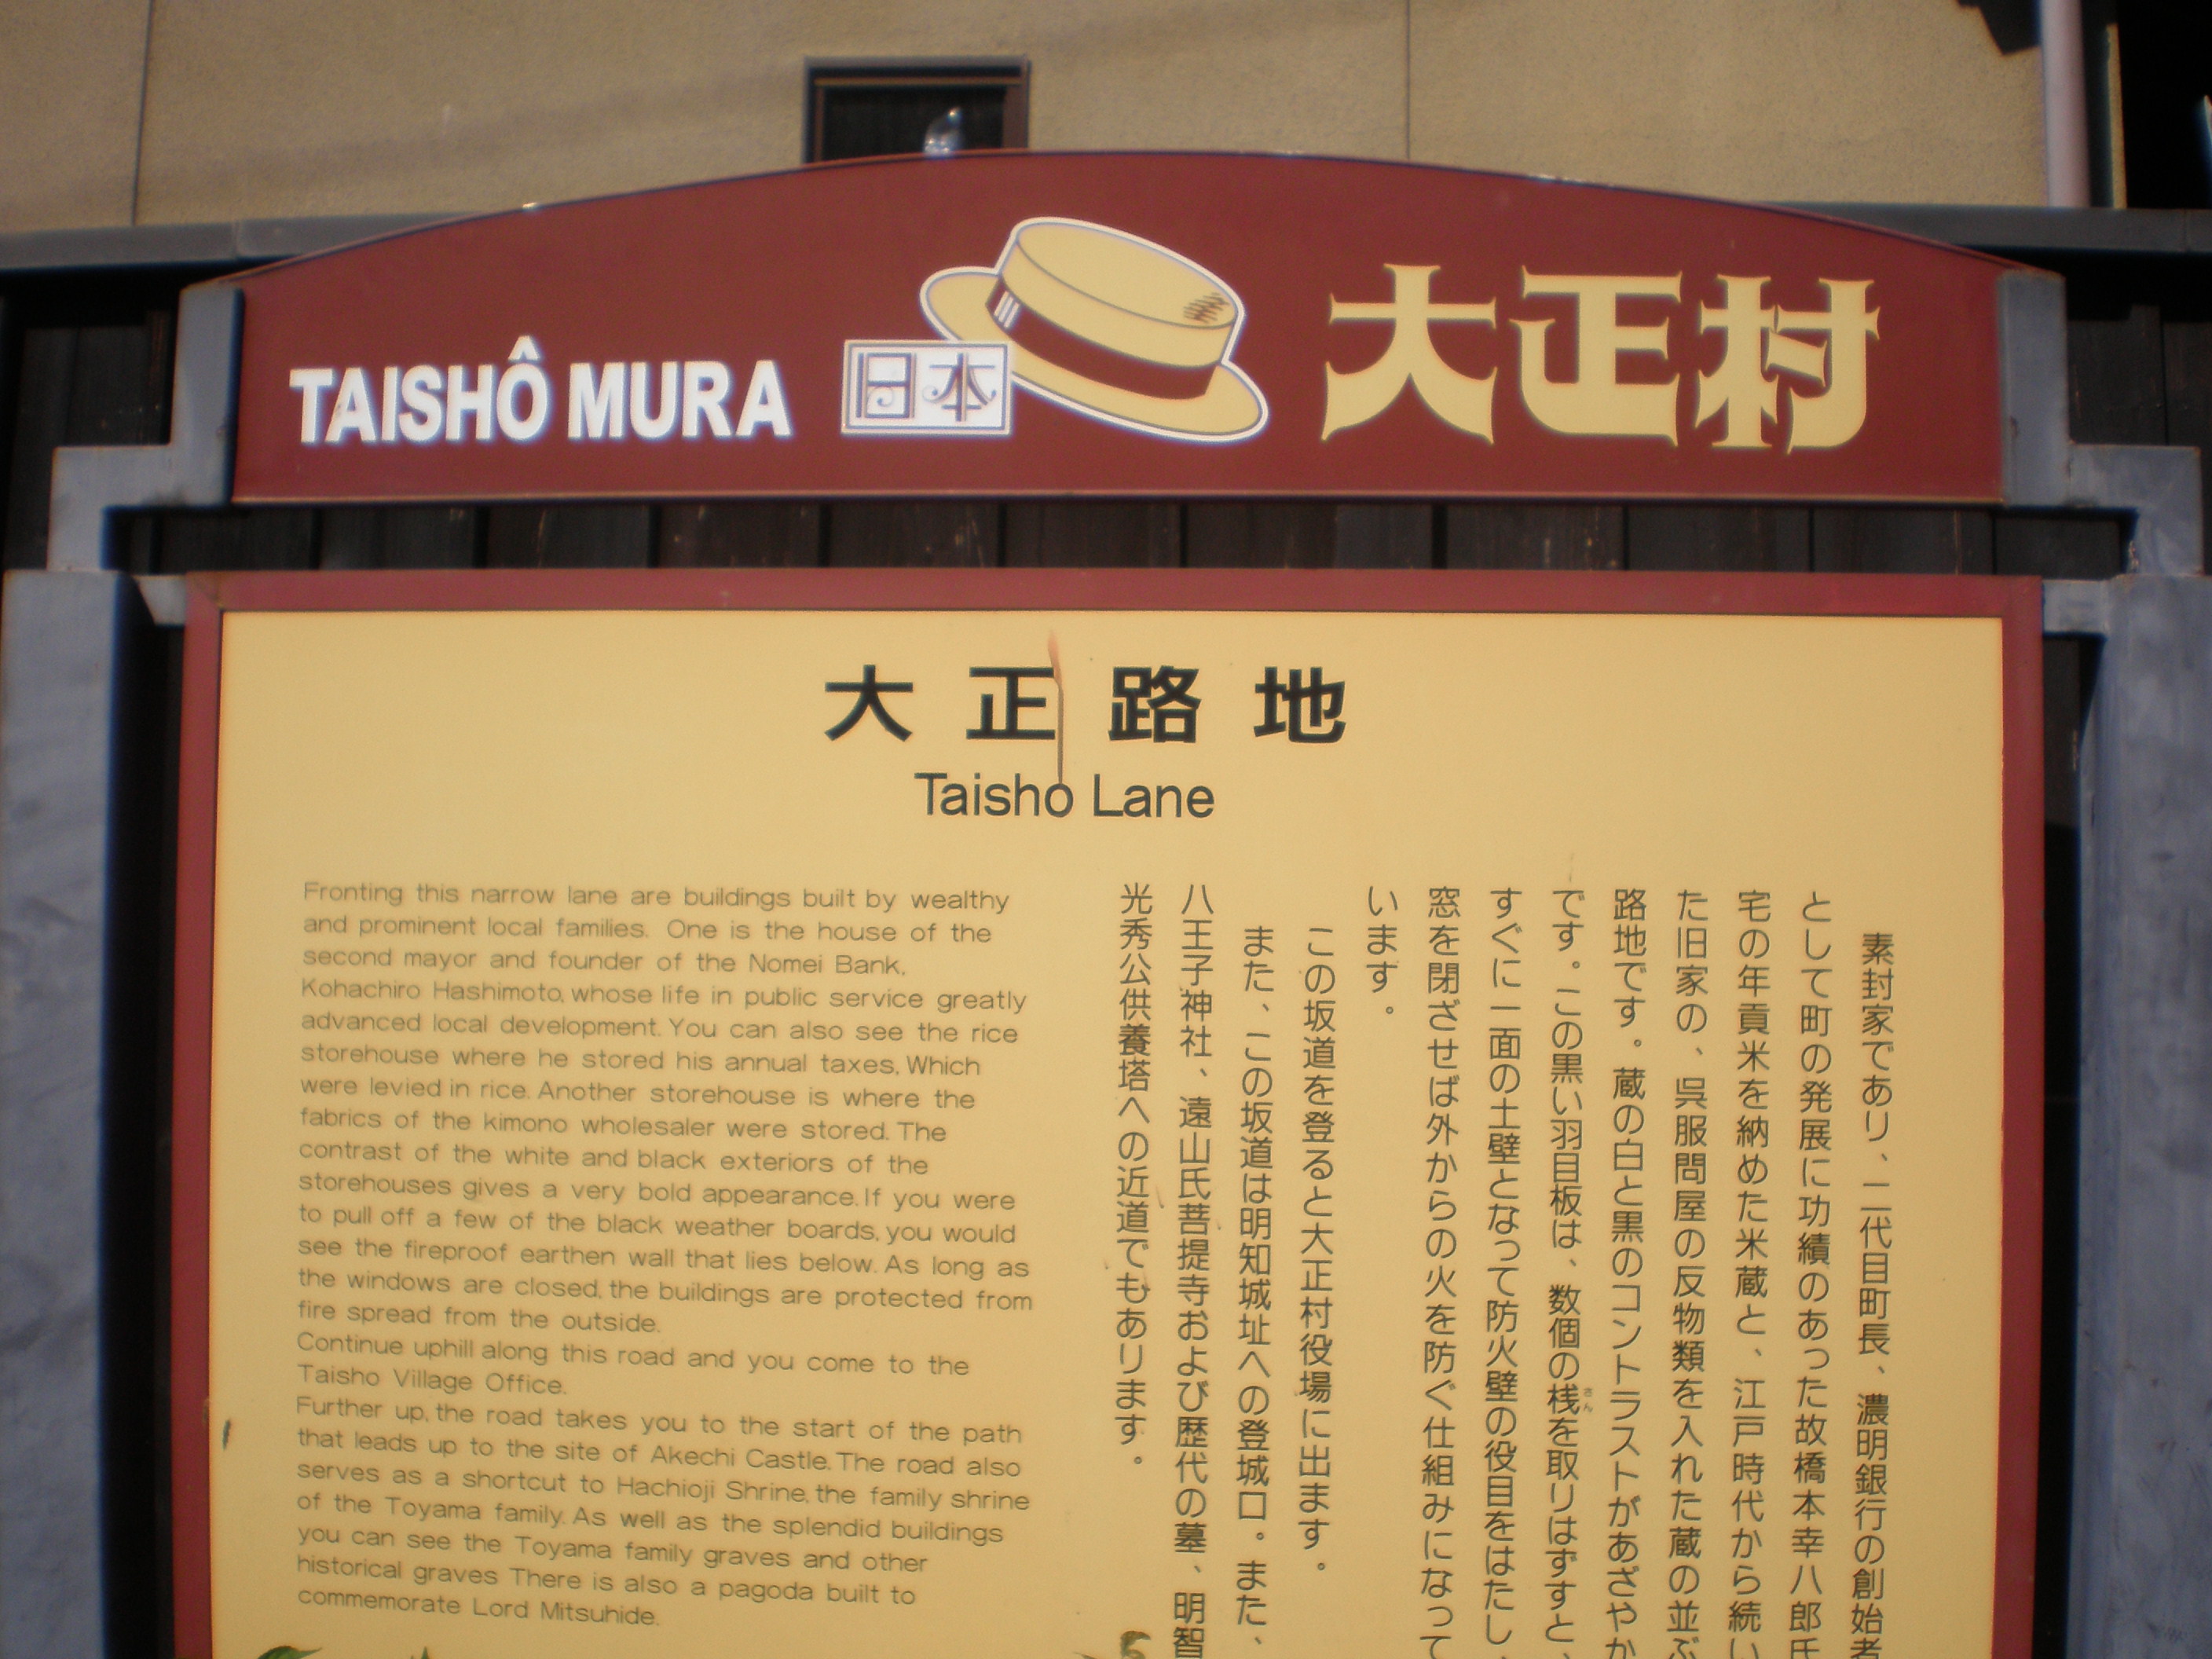 TAISHÔ MURA
日本
大正村
大正路地
Taisho Lane
Fronting this narrow lane are buildings built by wealthy
and prominent local families. One is the house of the
second mayor and founder of the Nomei Bank,
Kohachiro Hashimoto, whose life in public service greatly
advanced local development. You can also see the rice
storehouse where he stored his annual taxes, Which
were levied in rice. Another storehouse is where the
fabrics of the kimono wholesaler were stored. The
contrast of the white and black exteriors of the
storehouses gives a very bold appearance. If you were
to pull off a few of the black weather boards, you would
see the fireproof earthen wall that lies below. As long as
the windows are closed, the buildings are protected from
fire spread from the outside.
Continue uphill along this road and you come to the
Taisho Village Office.
Further up, the road takes you to the start of the path
that leads up to the site of Akechi Castle. The road also
serves as a shortcut to Hachioji Shrine, the family shrine
of the Toyama family. As well as the splendid buildings
you can see the Toyama family graves and other
historical graves There is also a pagoda built to
commemorate Lord Mitsuhide.
素封家であり、二代目町長、濃明銀行の創始者
として町の発展に功績のあった故橋本幸八郎氏
宅の年貢米を納めた米蔵と、江戸時代から続い
た旧家の、呉服問屋の反物類を入れた蔵の並ぶ
路地です。蔵の白と黒のコントラストがあざやか
です。この黒い羽目板は、数個の桟を取りはずすと、
さん
すぐに一面の土壁となって防火壁の役目をはたし、
窓を閉ざせば外からの火を防ぐ仕組みになって
います。
この坂道を登ると大正村役場に出ます。
また、この坂道は明知城址への登城口。また、
八王子神社、遠山氏菩提寺および歴代の墓、明智
光秀公供養塔への近道でもあります。